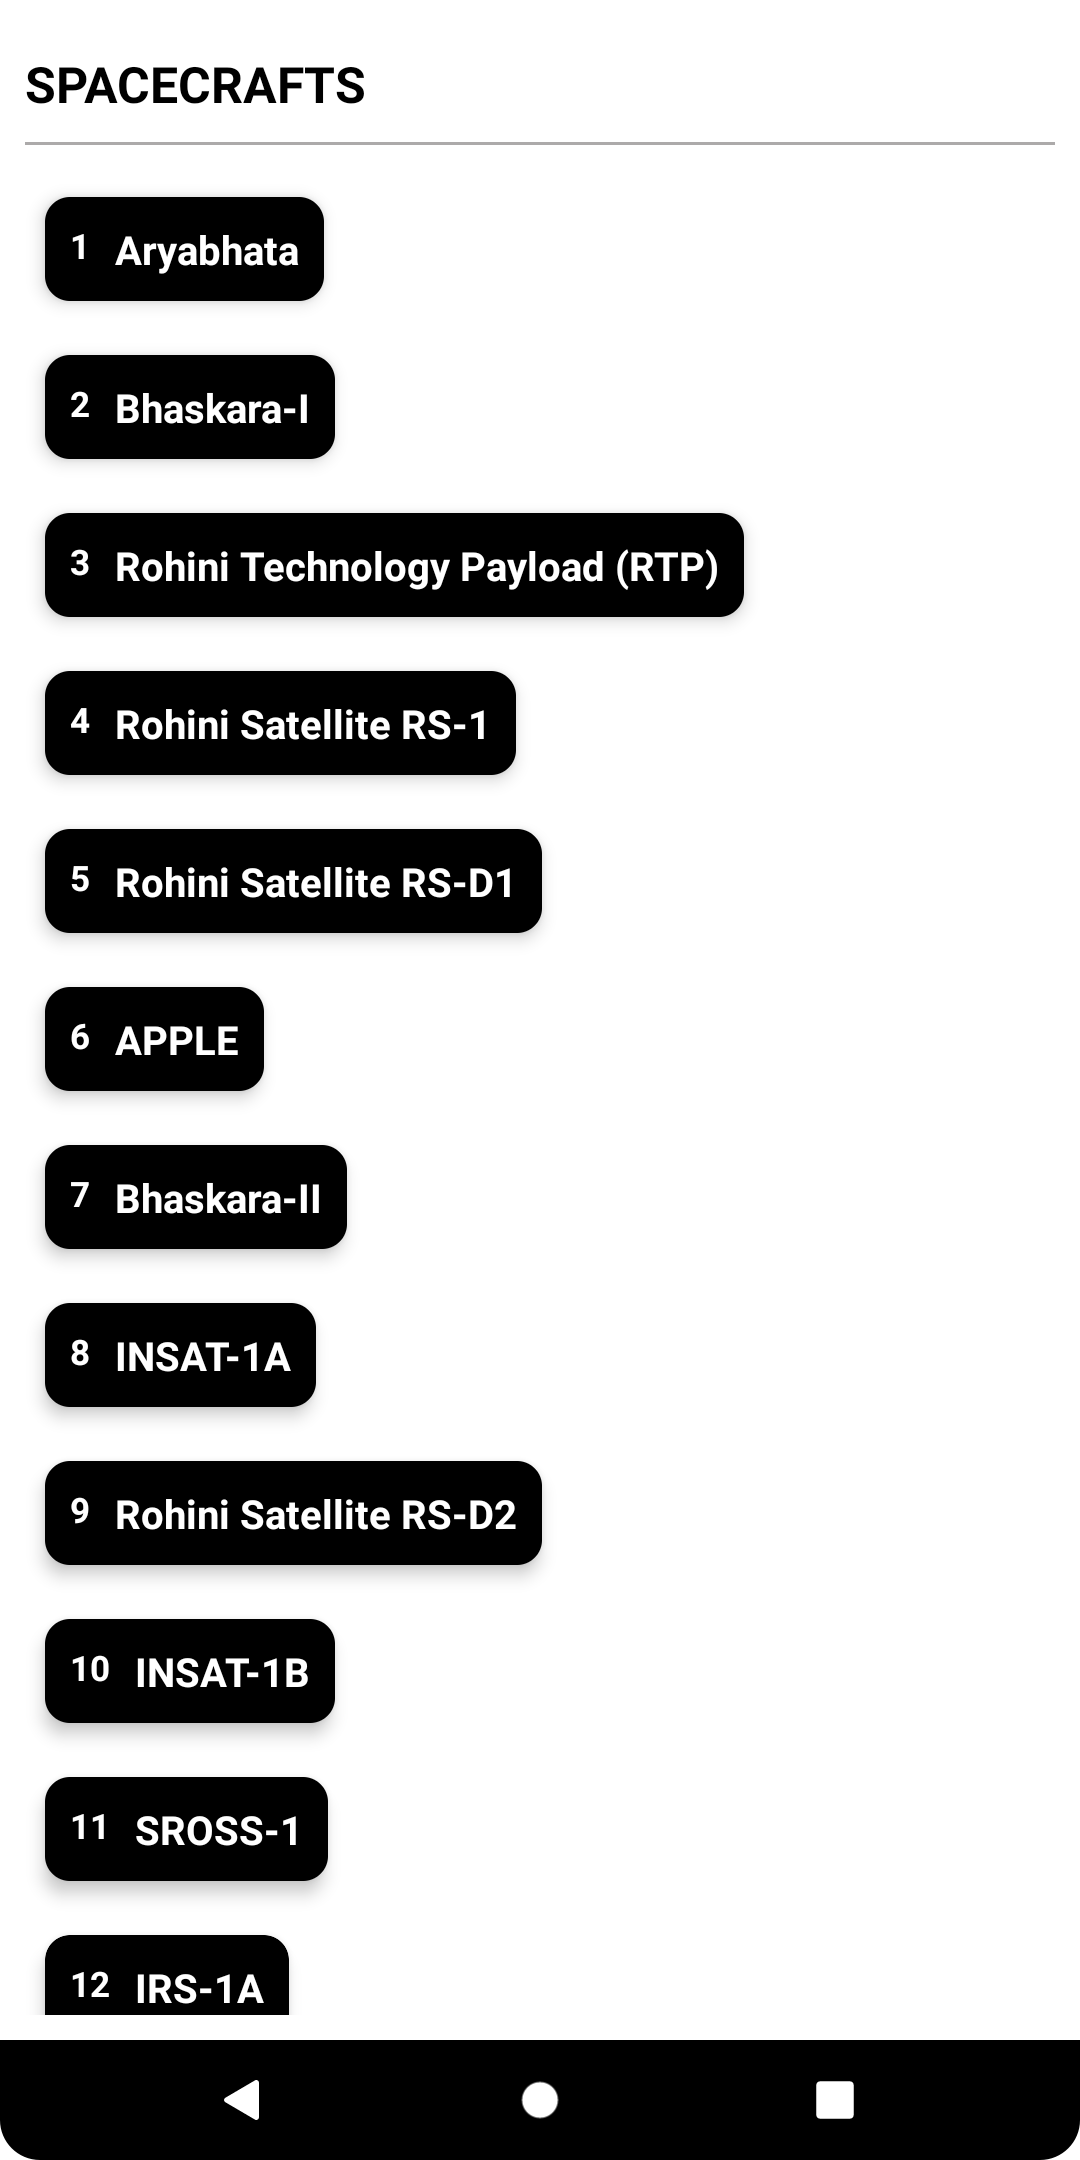 SPACECRAFTS
1 Aryabhata
2 Bhaskara-I
3 Rohini Technology Payload (RTP)
4 Rohini Satellite RS-1
5 Rohini Satellite RS-D1
6 APPLE
7 Bhaskara-II
8 INSAT-1A
9 Rohini Satellite RS-D2
10 INSAT-1B
11 SROSS-1
12 IRS-1A